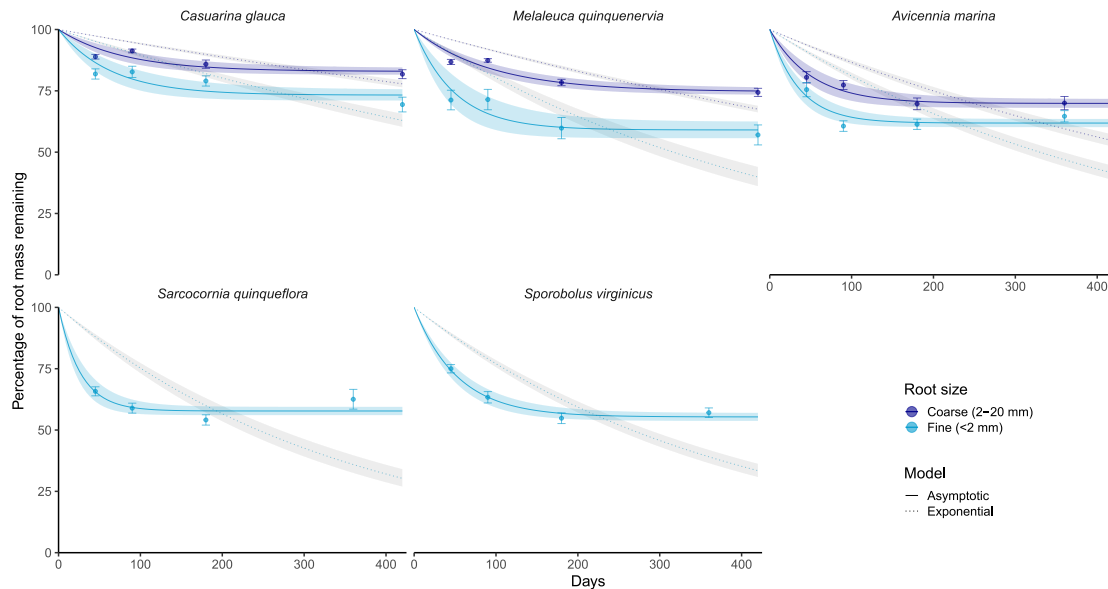 Casuarina glauca
Melaleuca quinquenervia
Avicennia marina
100
75
50
25
0
0 100 200 300 400
Sarcocornia quinqueflora
Sporobolus virginicus
100
75
50
25
0
0 100 200 300 400
0 100 200 300 400
Percentage of root mass remaining
Days
Root size
Coarse (2−20 mm)
Fine (<2 mm)
Model
Asymptotic
Exponential